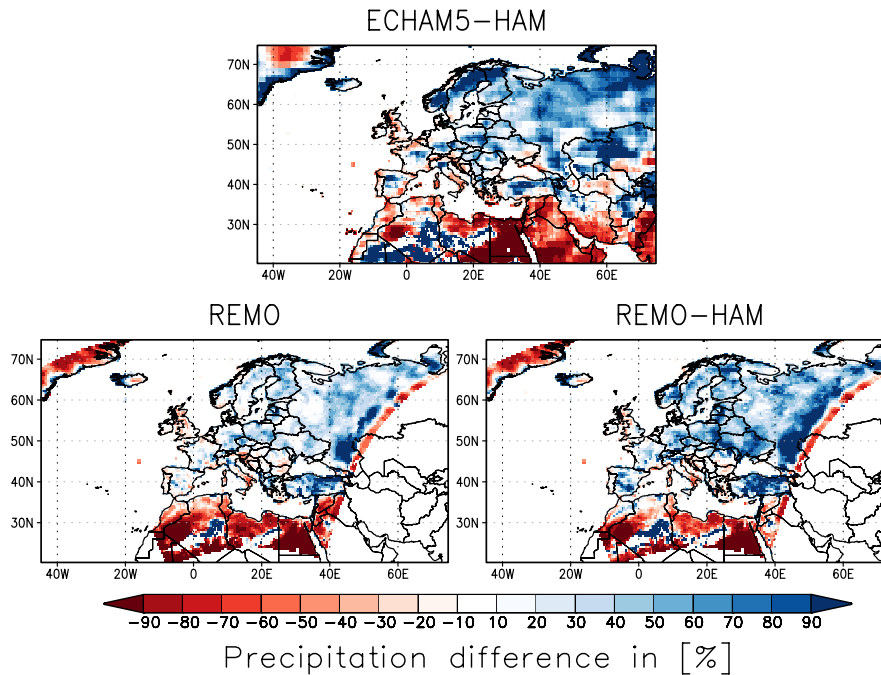 ECHAM5-HAM
70N
60N
50N
40N
30N
40W 20W 0 20E 40E 60E
REMO REMO-HAM
70N 70N
60N 60N
50N 50N
40N 40N
30N 30N
40W 20W 0 20E 40E 60E 40W 20W 0 20E 40E 60E
-90 -80 -70 -60 -50 -40 -30 -20 -10 10 20 30 40 50 60 70 80 90
Precipitation difference in [%]